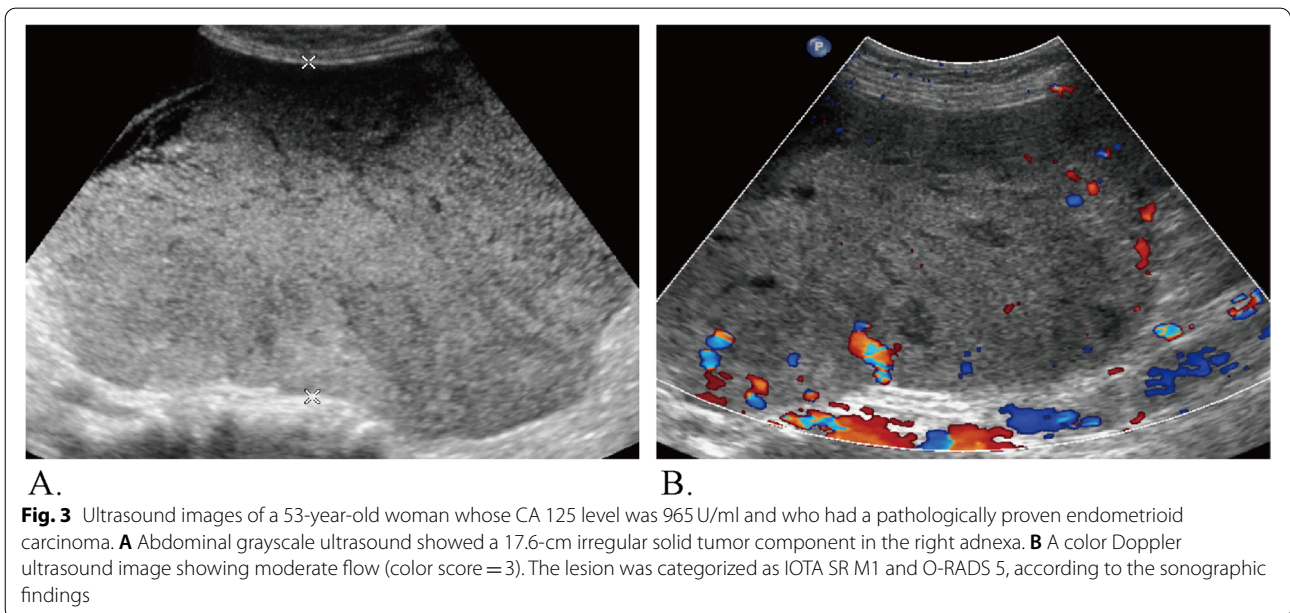 P
A.
B.
Fig. 3 Ultrasound images of a 53-year-old woman whose CA 125 level was 965 U/ml and who had a pathologically proven endometrioid
carcinoma. A Abdominal grayscale ultrasound showed a 17.6-cm irregular solid tumor component in the right adnexa. B A color Doppler
ultrasound image showing moderate flow (color score = 3). The lesion was categorized as IOTA SR M1 and O-RADS 5, according to the sonographic
findings